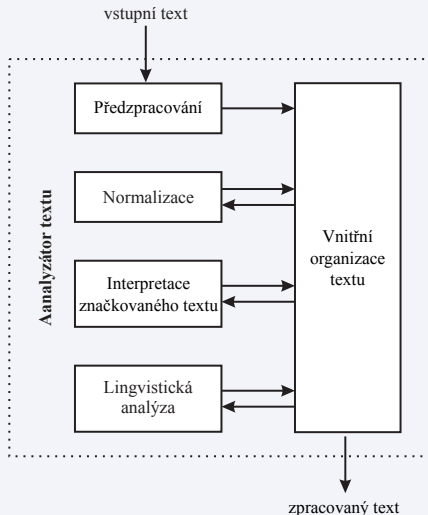 vstupní text
Předzpracování
Normalizace
Interpretace
značkovaného textu
Lingvistická
analýza
Aanalyzátor textu
Vnitřní
organizace
textu
zpracovaný text